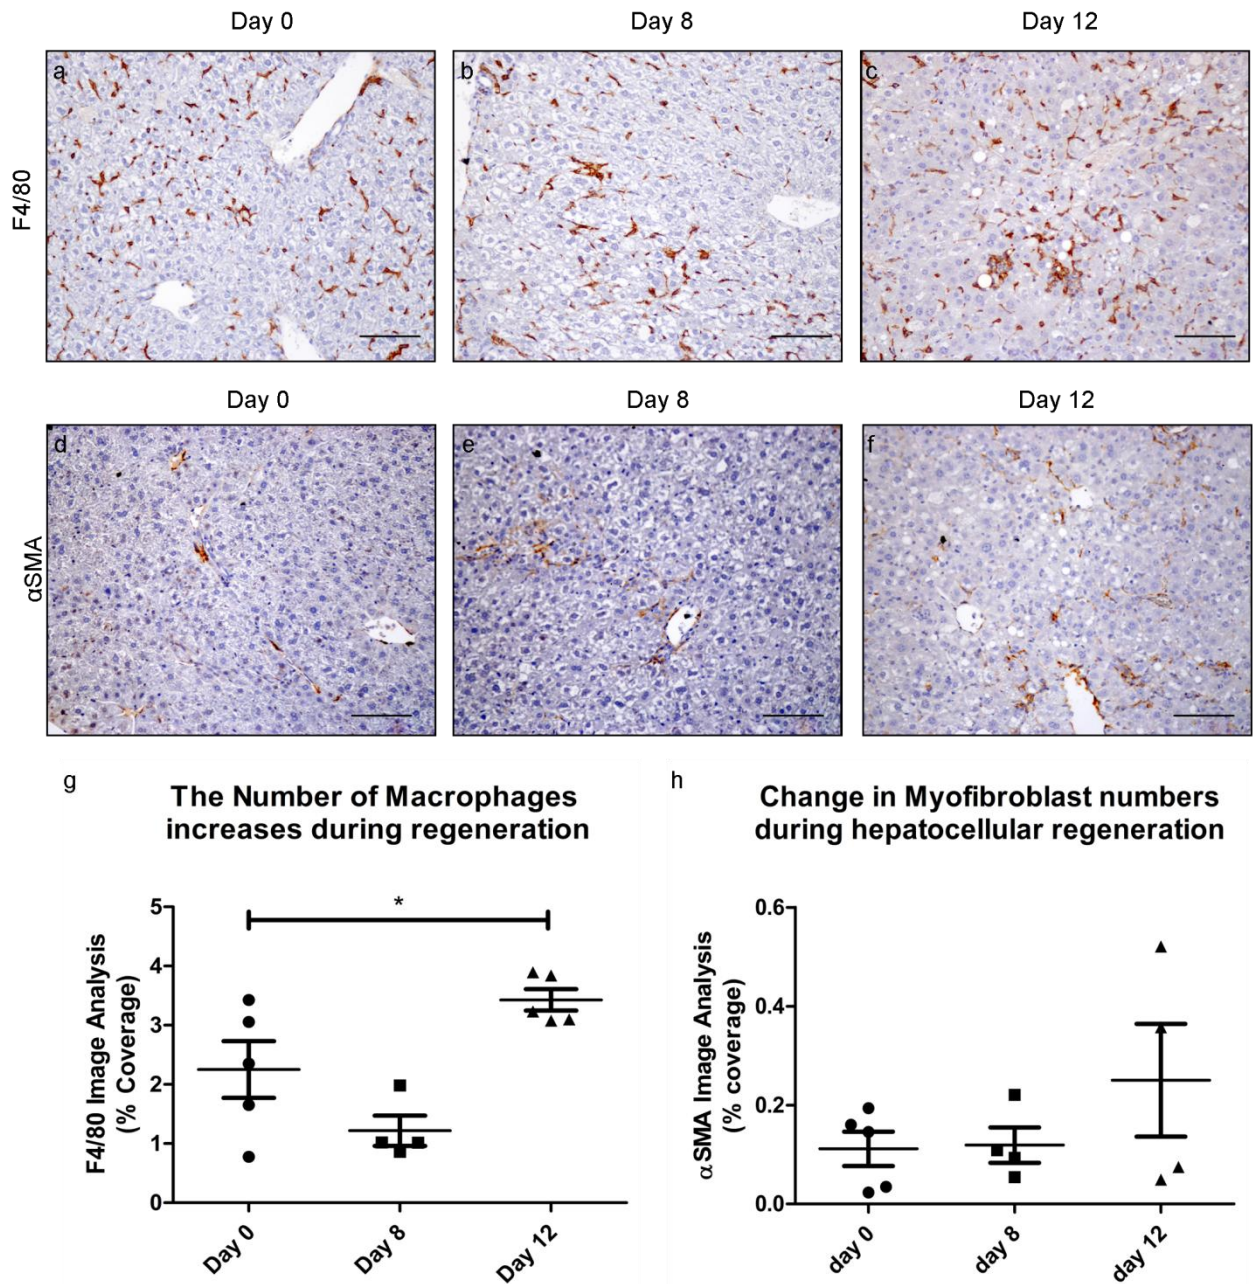 Day 0
Day 8
Day 12
a
b
c
F4/80
Day 0
Day 8
Day 12
d
e
f
αSMA
g
The Number of Macrophages
increases during regeneration
*
F4/80 Image Analysis
(% Coverage)
5
4
3
2
1
0
Day 0
Day 8
Day 12
h
Change in Myofibroblast numbers
during hepatocellular regeneration
αSMA Image Analysis
(% coverage)
0.6
0.4
0.2
0.0
day 0
day 8
day 12